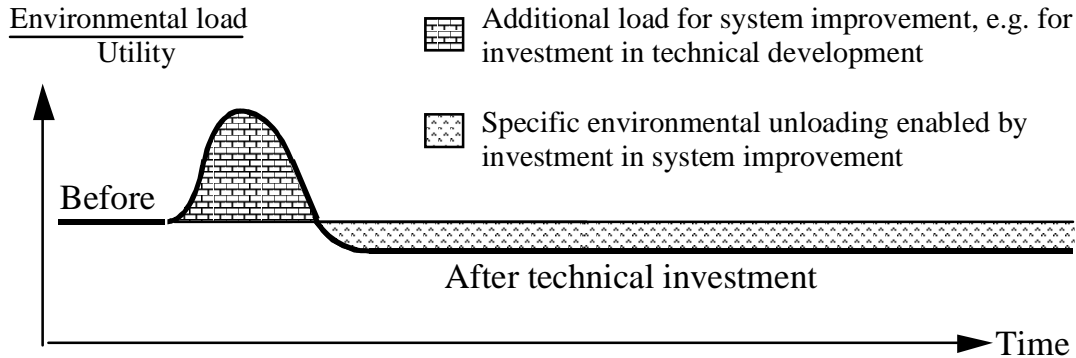 Environmental load
Utility
Additional load for system improvement, e.g. for
investment in technical development
Specific environmental unloading enabled by
investment in system improvement
Before
After technical investment
Time